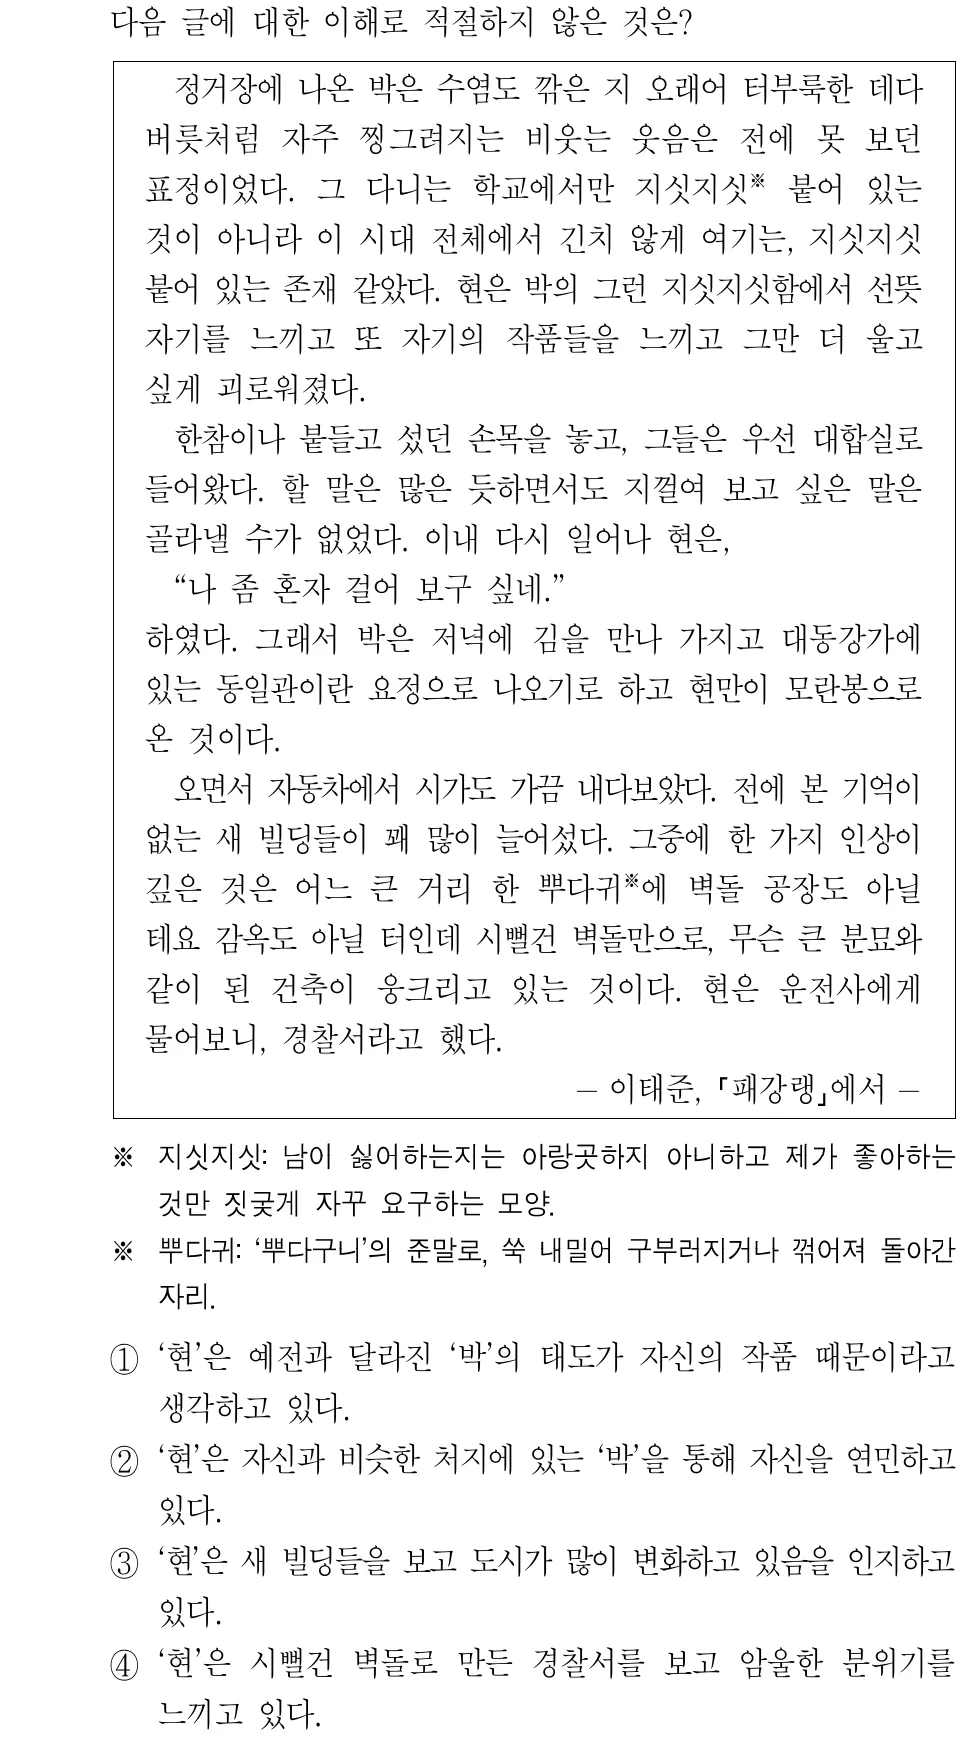 다음 글에 대한 이해로 적절하지 않은 것은?
정거장에 나온 박은 수염도 깎은 지 오래어 터부룩한 데다
버릇처럼 자주 찡그려지는 비웃는 웃음은 전에 못 보던
표정이었다. 그 다니는 학교에서만 지싯지싯※ 붙어 있는
것이 아니라 이 시대 전체에서 긴치 않게 여기는, 지싯지싯
붙어 있는 존재 같았다. 현은 박의 그런 지싯지싯함에서 선뜻
자기를 느끼고 또 자기의 작품들을 느끼고 그만 더 울고
싶게 괴로워졌다.
한참이나 붙들고 섰던 손목을 놓고, 그들은 우선 대합실로
들어왔다. 할 말은 많은 듯하면서도 지껄여 보고 싶은 말은
골라낼 수가 없었다. 이내 다시 일어나 현은,
“나 좀 혼자 걸어 보구 싶네.”
하였다. 그래서 박은 저녁에 김을 만나 가지고 대동강가에
있는 동일관이란 요정으로 나오기로 하고 현만이 모란봉으로
온 것이다.
오면서 자동차에서 시가도 가끔 내다보았다. 전에 본 기억이
없는 새 빌딩들이 꽤 많이 늘어섰다. 그중에 한 가지 인상이
깊은 것은 어느 큰 거리 한 뿌다귀※에 벽돌 공장도 아닐
테요 감옥도 아닐 터인데 시뻘건 벽돌만으로, 무슨 큰 분묘와
같이 된 건축이 웅크리고 있는 것이다. 현은 운전사에게
물어보니, 경찰서라고 했다.
– 이태준, 「패강랭」에서 –
※ 지싯지싯: 남이 싫어하는지는 아랑곳하지 아니하고 제가 좋아하는
것만 짓궂게 자꾸 요구하는 모양.
※ 뿌다귀: ‘뿌다구니’의 준말로, 쑥 내밀어 구부러지거나 꺾어져 돌아간
자리.
① ‘현’은 예전과 달라진 ‘박’의 태도가 자신의 작품 때문이라고
생각하고 있다.
② ‘현’은 자신과 비슷한 처지에 있는 ‘박’을 통해 자신을 연민하고
있다.
③ ‘현’은 새 빌딩들을 보고 도시가 많이 변화하고 있음을 인지하고
있다.
④ ‘현’은 시뻘건 벽돌로 만든 경찰서를 보고 암울한 분위기를
느끼고 있다.